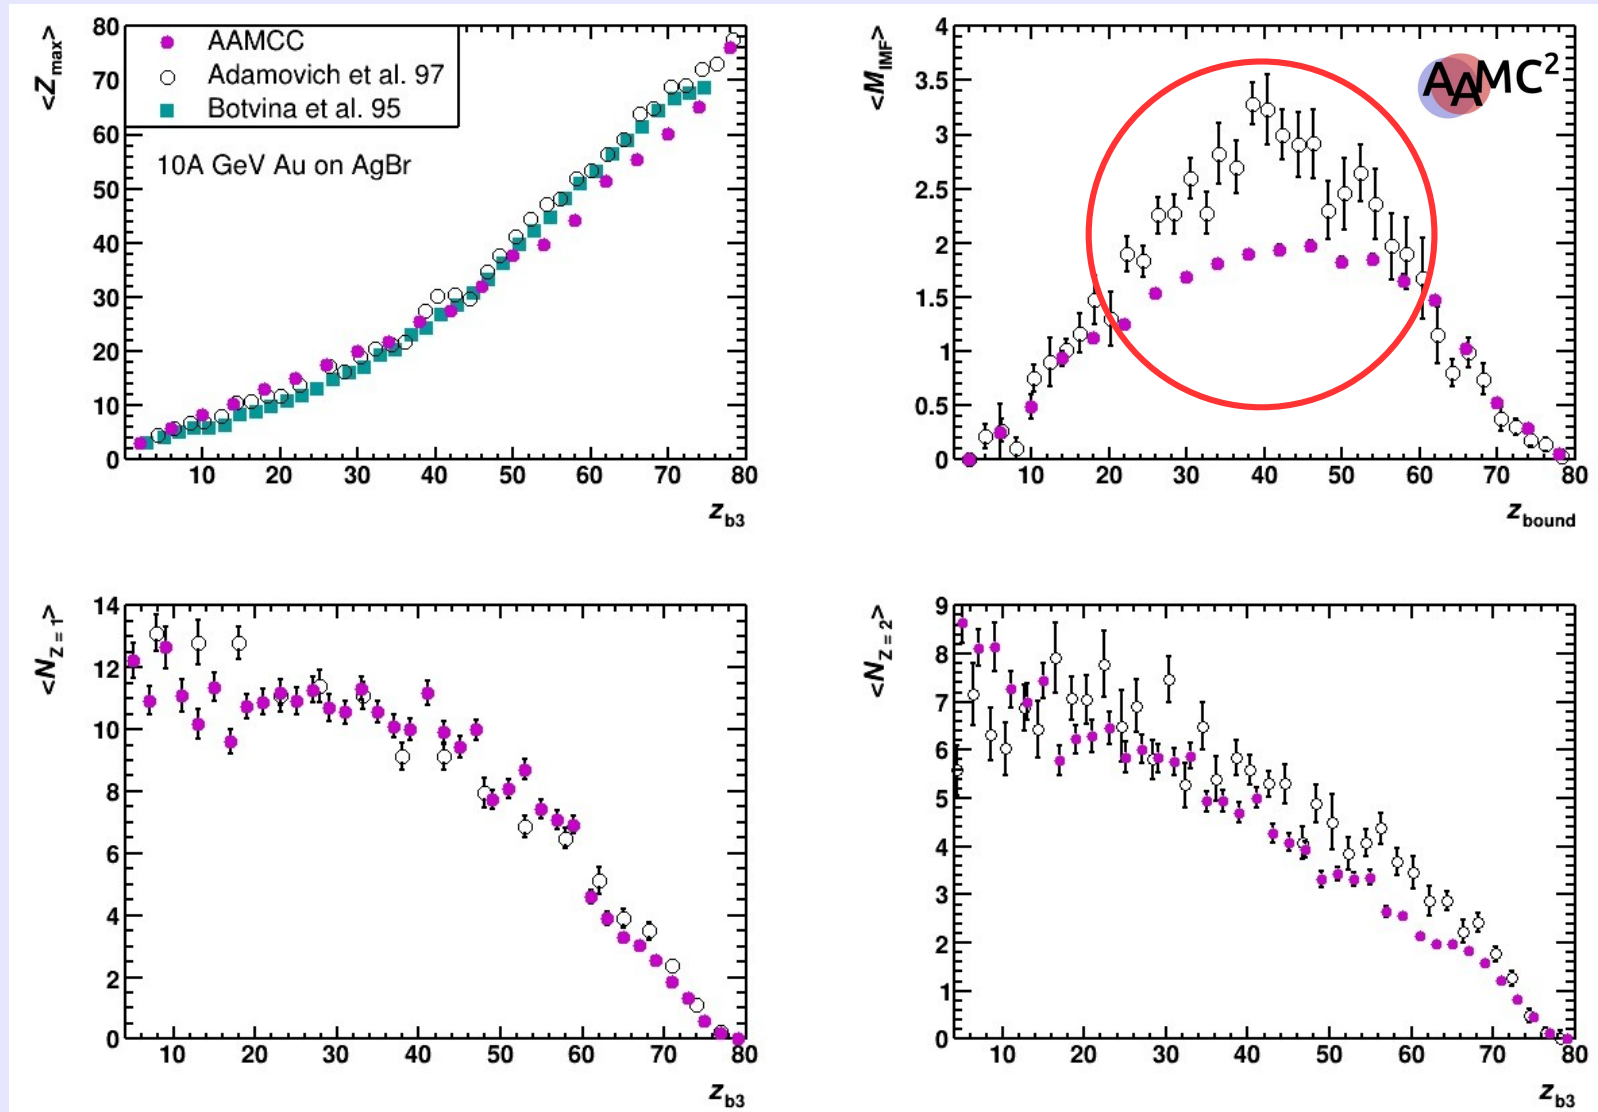 <Z_max>
80
70
60
50
40
30
20
10
0
AAMCC
Adamovich et al. 97
Botvina et al. 95
10A GeV Au on AgBr
10 20 30 40 50 60 70 80
z_b3
<M_IMF>
4
3.5
3
2.5
2
1.5
1
0.5
0
AAMC²
10 20 30 40 50 60 70 80
z_bound
<N_Z = 1>
14
12
10
8
6
4
2
0
10 20 30 40 50 60 70 80
z_b3
<N_Z = 2>
9
8
7
6
5
4
3
2
1
0
10 20 30 40 50 60 70 80
z_b3